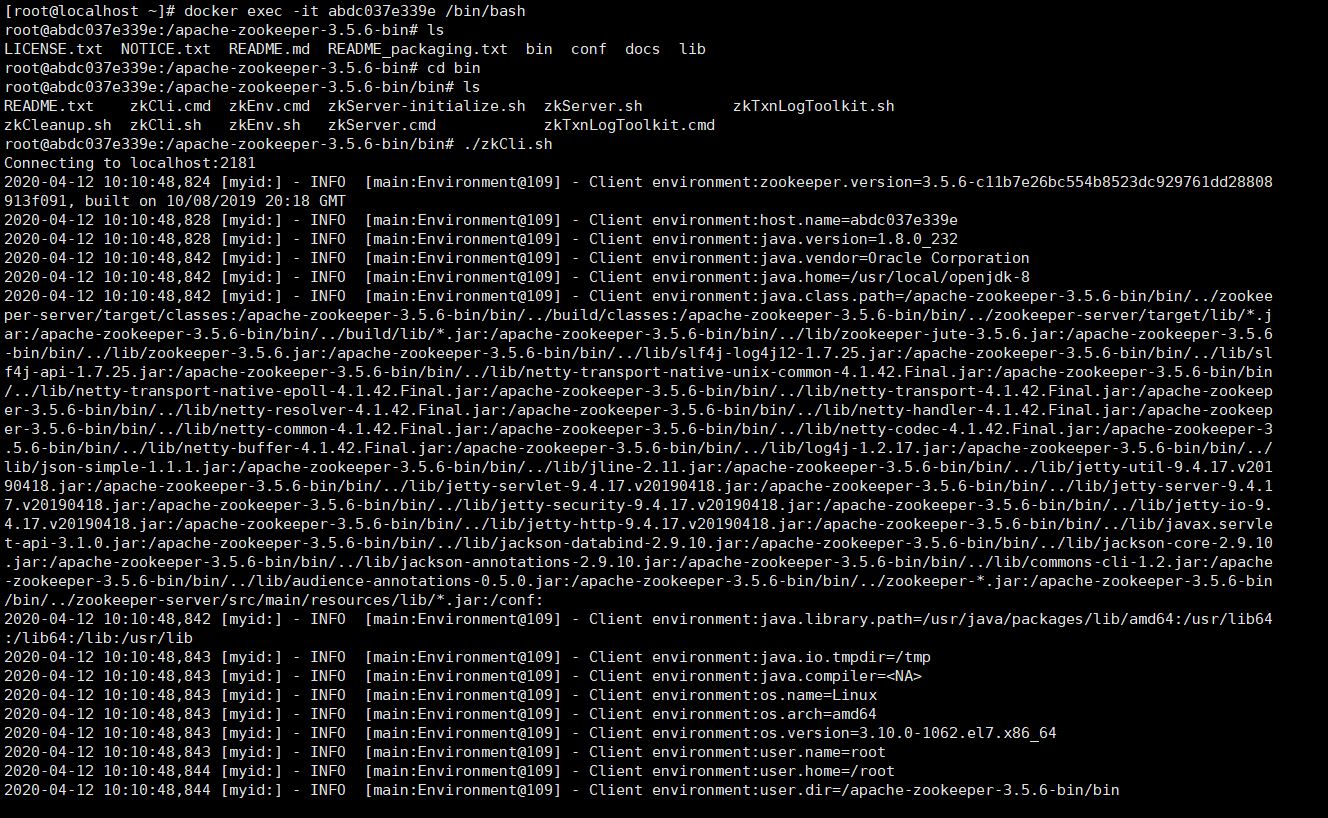 [root@localhost ~]# docker exec -it abdc037e339e /bin/bash
root@abdc037e339e:/apache-zookeeper-3.5.6-bin# ls
LICENSE.txt  NOTICE.txt  README.md  README_packaging.txt  bin  conf  docs  lib
root@abdc037e339e:/apache-zookeeper-3.5.6-bin# cd bin
root@abdc037e339e:/apache-zookeeper-3.5.6-bin/bin# ls
README.txt    zkCli.cmd  zkEnv.cmd  zkServer-initialize.sh  zkServer.sh          zkTxnLogToolkit.sh
zkCleanup.sh  zkCli.sh   zkEnv.sh   zkServer.cmd            zkTxnLogToolkit.cmd
root@abdc037e339e:/apache-zookeeper-3.5.6-bin/bin# ./zkCli.sh
Connecting to localhost:2181
2020-04-12 10:10:48,824 [myid:] - INFO  [main:Environment@109] - Client environment:zookeeper.version=3.5.6-c11b7e26bc554b8523dc929761dd28808
913f091, built on 10/08/2019 20:18 GMT
2020-04-12 10:10:48,828 [myid:] - INFO  [main:Environment@109] - Client environment:host.name=abdc037e339e
2020-04-12 10:10:48,828 [myid:] - INFO  [main:Environment@109] - Client environment:java.version=1.8.0_232
2020-04-12 10:10:48,842 [myid:] - INFO  [main:Environment@109] - Client environment:java.vendor=Oracle Corporation
2020-04-12 10:10:48,842 [myid:] - INFO  [main:Environment@109] - Client environment:java.home=/usr/local/openjdk-8
2020-04-12 10:10:48,842 [myid:] - INFO  [main:Environment@109] - Client environment:java.class.path=/apache-zookeeper-3.5.6-bin/bin/../zookee
per-server/target/classes:/apache-zookeeper-3.5.6-bin/bin/../build/classes:/apache-zookeeper-3.5.6-bin/bin/../zookeeper-server/target/lib/*.j
ar:/apache-zookeeper-3.5.6-bin/bin/../build/lib/*.jar:/apache-zookeeper-3.5.6-bin/bin/../lib/zookeeper-jute-3.5.6.jar:/apache-zookeeper-3.5.6
-bin/bin/../lib/zookeeper-3.5.6.jar:/apache-zookeeper-3.5.6-bin/bin/../lib/slf4j-log4j12-1.7.25.jar:/apache-zookeeper-3.5.6-bin/bin/../lib/sl
f4j-api-1.7.25.jar:/apache-zookeeper-3.5.6-bin/bin/../lib/netty-transport-native-unix-common-4.1.42.Final.jar:/apache-zookeeper-3.5.6-bin/bin
/../lib/netty-transport-native-epoll-4.1.42.Final.jar:/apache-zookeeper-3.5.6-bin/bin/../lib/netty-transport-4.1.42.Final.jar:/apache-zookeep
er-3.5.6-bin/bin/../lib/netty-resolver-4.1.42.Final.jar:/apache-zookeeper-3.5.6-bin/bin/../lib/netty-handler-4.1.42.Final.jar:/apache-zookeep
er-3.5.6-bin/bin/../lib/netty-common-4.1.42.Final.jar:/apache-zookeeper-3.5.6-bin/bin/../lib/netty-codec-4.1.42.Final.jar:/apache-zookeeper-3
.5.6-bin/bin/../lib/netty-buffer-4.1.42.Final.jar:/apache-zookeeper-3.5.6-bin/bin/../lib/log4j-1.2.17.jar:/apache-zookeeper-3.5.6-bin/bin/../
lib/json-simple-1.1.1.jar:/apache-zookeeper-3.5.6-bin/bin/../lib/jline-2.11.jar:/apache-zookeeper-3.5.6-bin/bin/../lib/jetty-util-9.4.17.v201
90418.jar:/apache-zookeeper-3.5.6-bin/bin/../lib/jetty-servlet-9.4.17.v20190418.jar:/apache-zookeeper-3.5.6-bin/bin/../lib/jetty-server-9.4.1
7.v20190418.jar:/apache-zookeeper-3.5.6-bin/bin/../lib/jetty-security-9.4.17.v20190418.jar:/apache-zookeeper-3.5.6-bin/bin/../lib/jetty-io-9.
4.17.v20190418.jar:/apache-zookeeper-3.5.6-bin/bin/../lib/jetty-http-9.4.17.v20190418.jar:/apache-zookeeper-3.5.6-bin/bin/../lib/javax.servle
t-api-3.1.0.jar:/apache-zookeeper-3.5.6-bin/bin/../lib/jackson-databind-2.9.10.jar:/apache-zookeeper-3.5.6-bin/bin/../lib/jackson-core-2.9.10
.jar:/apache-zookeeper-3.5.6-bin/bin/../lib/jackson-annotations-2.9.10.jar:/apache-zookeeper-3.5.6-bin/bin/../lib/commons-cli-1.2.jar:/apache
-zookeeper-3.5.6-bin/bin/../lib/audience-annotations-0.5.0.jar:/apache-zookeeper-3.5.6-bin/bin/../zookeeper-*.jar:/apache-zookeeper-3.5.6-bin
/bin/../zookeeper-server/src/main/resources/lib/*.jar:/conf:
2020-04-12 10:10:48,842 [myid:] - INFO  [main:Environment@109] - Client environment:java.library.path=/usr/java/packages/lib/amd64:/usr/lib64
:/lib64:/lib:/usr/lib
2020-04-12 10:10:48,843 [myid:] - INFO  [main:Environment@109] - Client environment:java.io.tmpdir=/tmp
2020-04-12 10:10:48,843 [myid:] - INFO  [main:Environment@109] - Client environment:java.compiler=<NA>
2020-04-12 10:10:48,843 [myid:] - INFO  [main:Environment@109] - Client environment:os.name=Linux
2020-04-12 10:10:48,843 [myid:] - INFO  [main:Environment@109] - Client environment:os.arch=amd64
2020-04-12 10:10:48,843 [myid:] - INFO  [main:Environment@109] - Client environment:os.version=3.10.0-1062.el7.x86_64
2020-04-12 10:10:48,843 [myid:] - INFO  [main:Environment@109] - Client environment:user.name=root
2020-04-12 10:10:48,844 [myid:] - INFO  [main:Environment@109] - Client environment:user.home=/root
2020-04-12 10:10:48,844 [myid:] - INFO  [main:Environment@109] - Client environment:user.dir=/apache-zookeeper-3.5.6-bin/bin